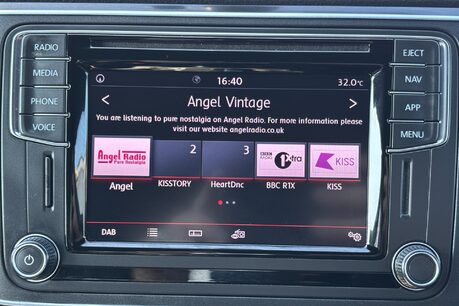 RADIO
MEDIA
PHONE
VOICE
EJECT
NAV
APP
MENU
16:40
32.0°C
< Angel Vintage >
You are listening to pure nostalgia on Angel Radio. For more information please
visit our website angelradio.co.uk
Angel Radio
Pure Nostalgia
2
3
BBC
RADIO
1Xtra
KISS
Angel
KISSTORY
HeartDnc
BBC R1X
KISS
DAB